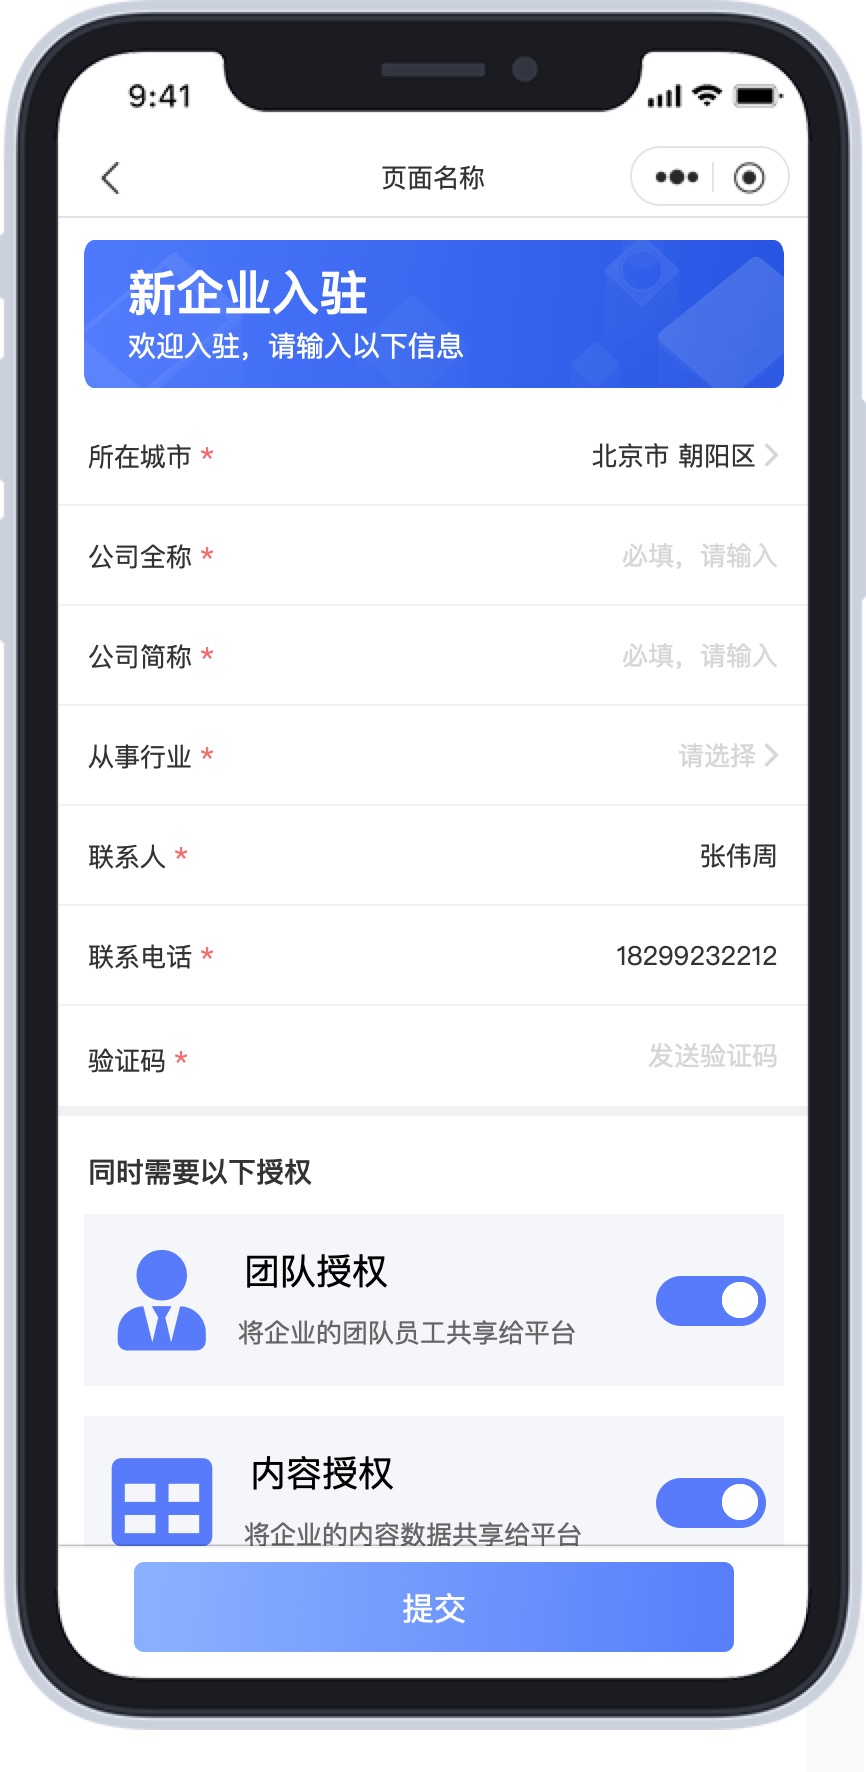 9:41
页面名称
新企业入驻
欢迎入驻，请输入以下信息
所在城市 * 北京市 朝阳区
公司全称 * 必填，请输入
公司简称 * 必填，请输入
从事行业 * 请选择
联系人 * 张伟周
联系电话 * 18299232212
验证码 * 发送验证码
同时需要以下授权
团队授权
将企业的团队员工共享给平台
内容授权
将企业的内容数据共享给平台
提交